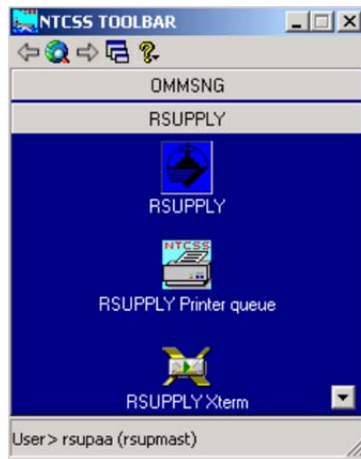 NTCSS TOOLBAR
OMMSNG
RSUPPLY
RSUPPLY
NTCSS
RSUPPLY Printer queue
RSUPPLY Xterm
User> rsupaa (rsupmast)